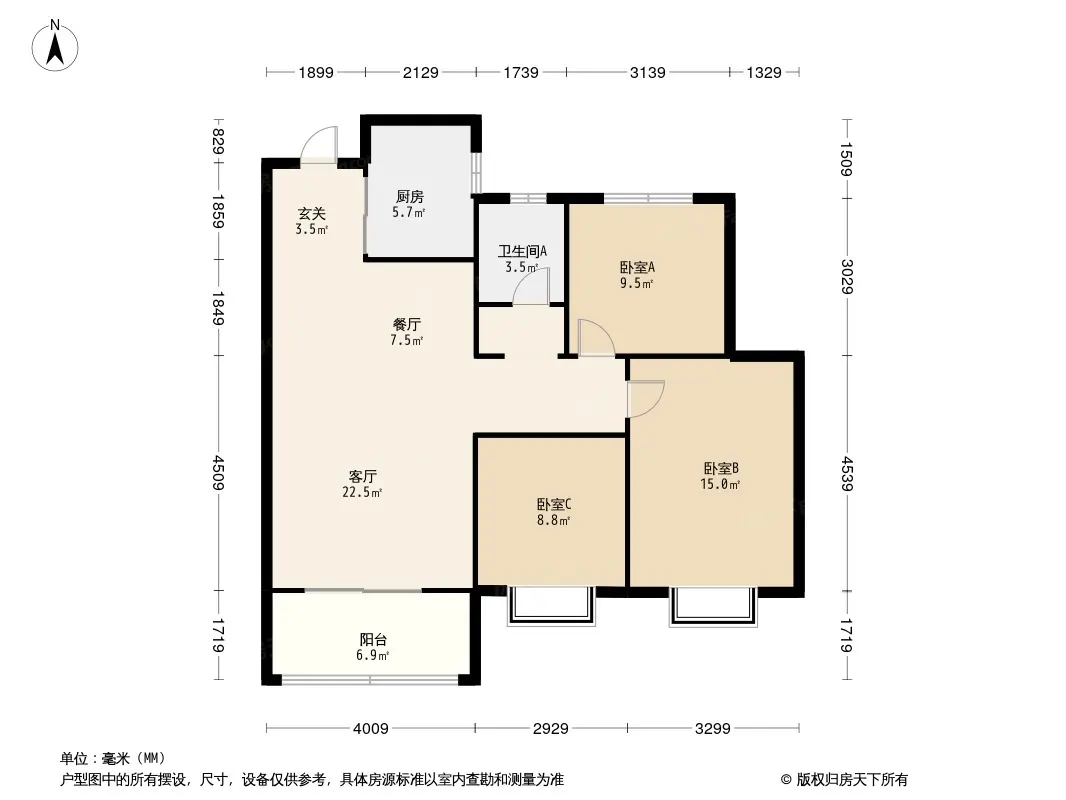 N
1899 2129 1739 3139 1329
829
1859
1849
4509
1719
1509
3029
4539
1719
厨房
5.7㎡
玄关
3.5㎡
卫生间A
3.5㎡
卧室A
9.5㎡
餐厅
7.5㎡
客厅
22.5㎡
卧室B
15.0㎡
卧室C
8.8㎡
阳台
6.9㎡
4009 2929 3299
单位：毫米（MM）
户型图中的所有摆设，尺寸，设备仅供参考，具体房源标准以室内查勘和测量为准
© 版权归房天下所有